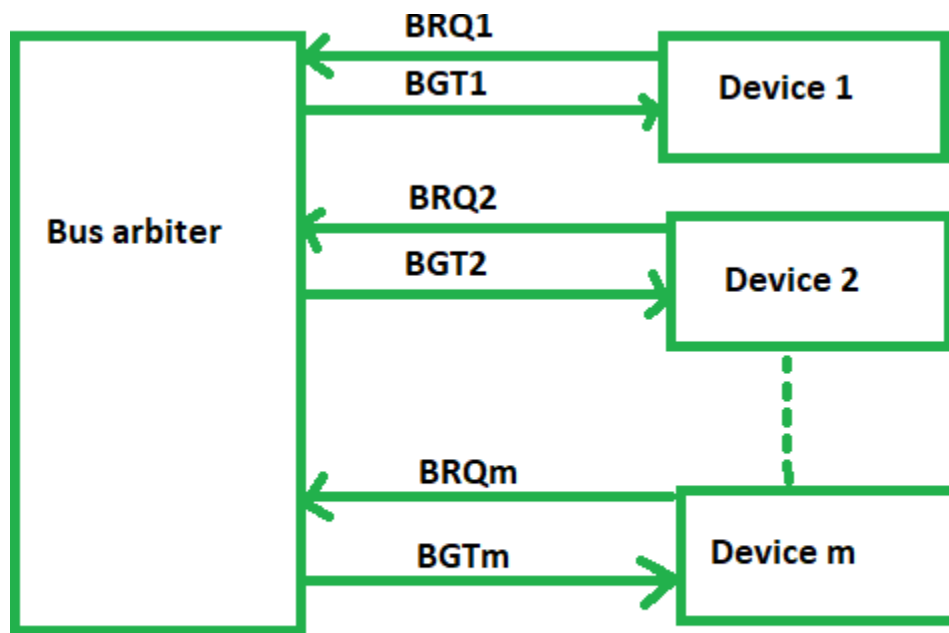 BRQ1
BGT1
Device 1
BRQ2
Bus arbiter
BGT2
Device 2
BRQm
BGTm
Device m